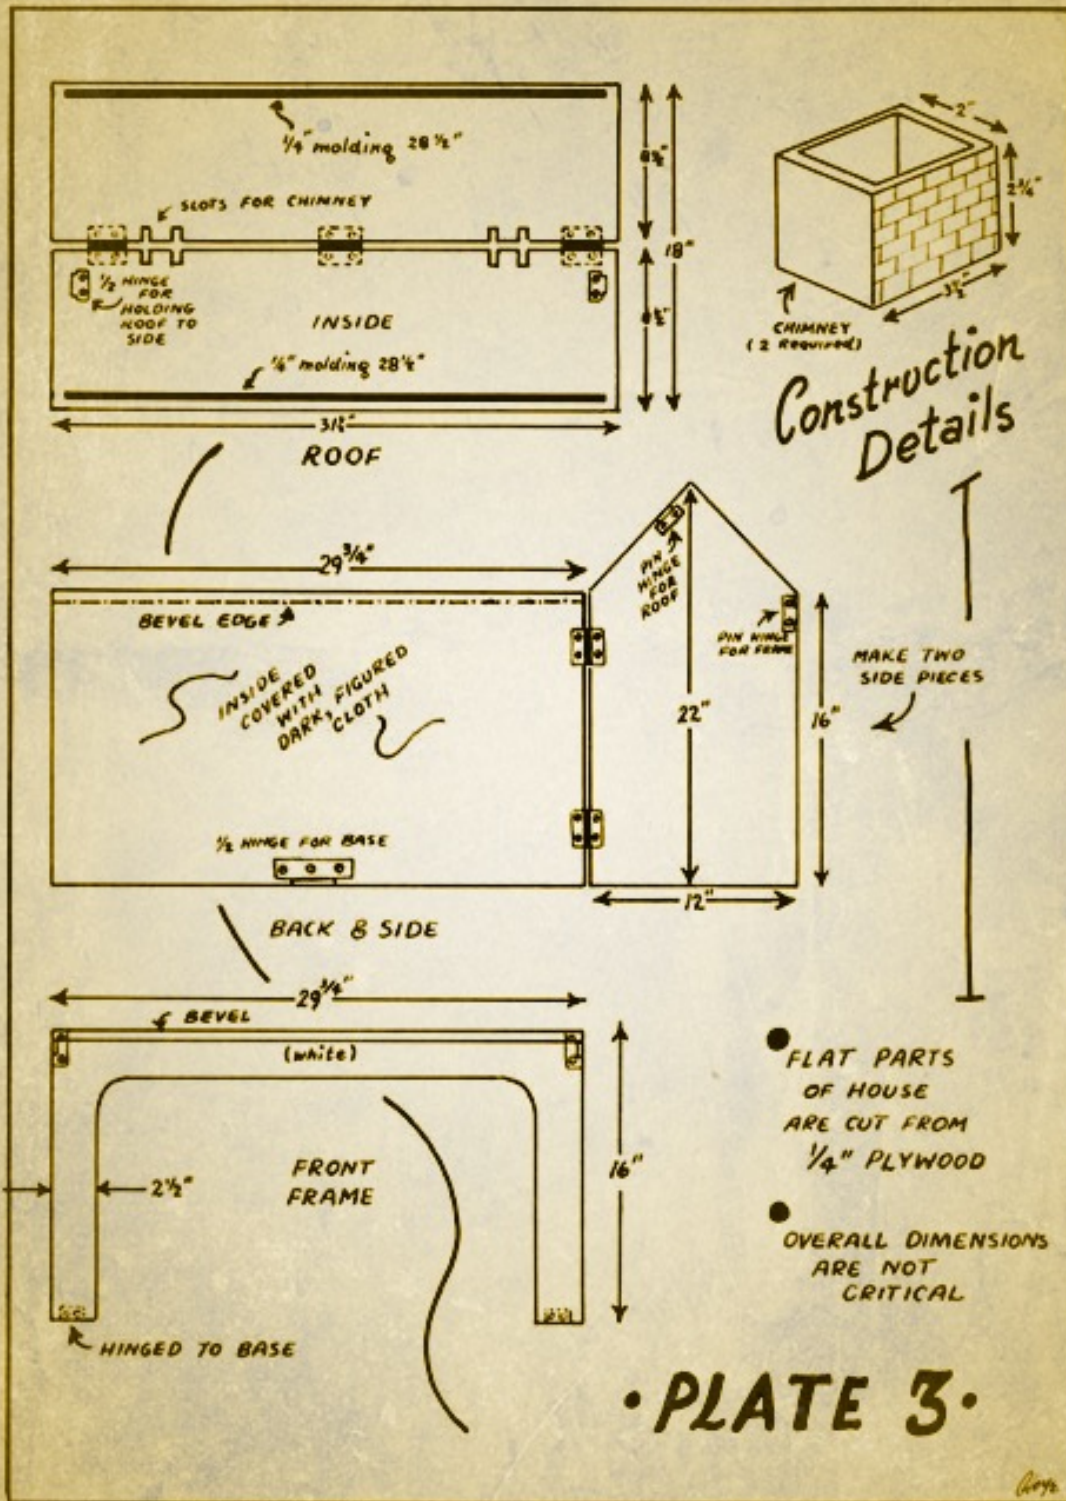 1/4" molding 28 1/2"
SLOTS FOR CHIMNEY
1/2 HINGE
FOR
HOLDING
ROOF TO
SIDE
INSIDE
1/4" molding 28 1/2"
18"
ROOF
2"
2 3/4"
3 1/2"
CHIMNEY
(2 Required)
Construction
Details
29 3/4"
BEVEL EDGE
INSIDE
COVERED
WITH
DARK, FIGURED
CLOTH
1/2 HINGE FOR BASE
PIN
HINGE
FOR
ROOF
PIN HINGE
FOR FRAME
22"
16"
12"
MAKE TWO
SIDE PIECES
BACK & SIDE
29 3/4"
BEVEL
(white)
FRONT
FRAME
2 1/2"
16"
HINGED TO BASE
FLAT PARTS
OF HOUSE
ARE CUT FROM
1/4" PLYWOOD
OVERALL DIMENSIONS
ARE NOT
CRITICAL
• PLATE 3 •